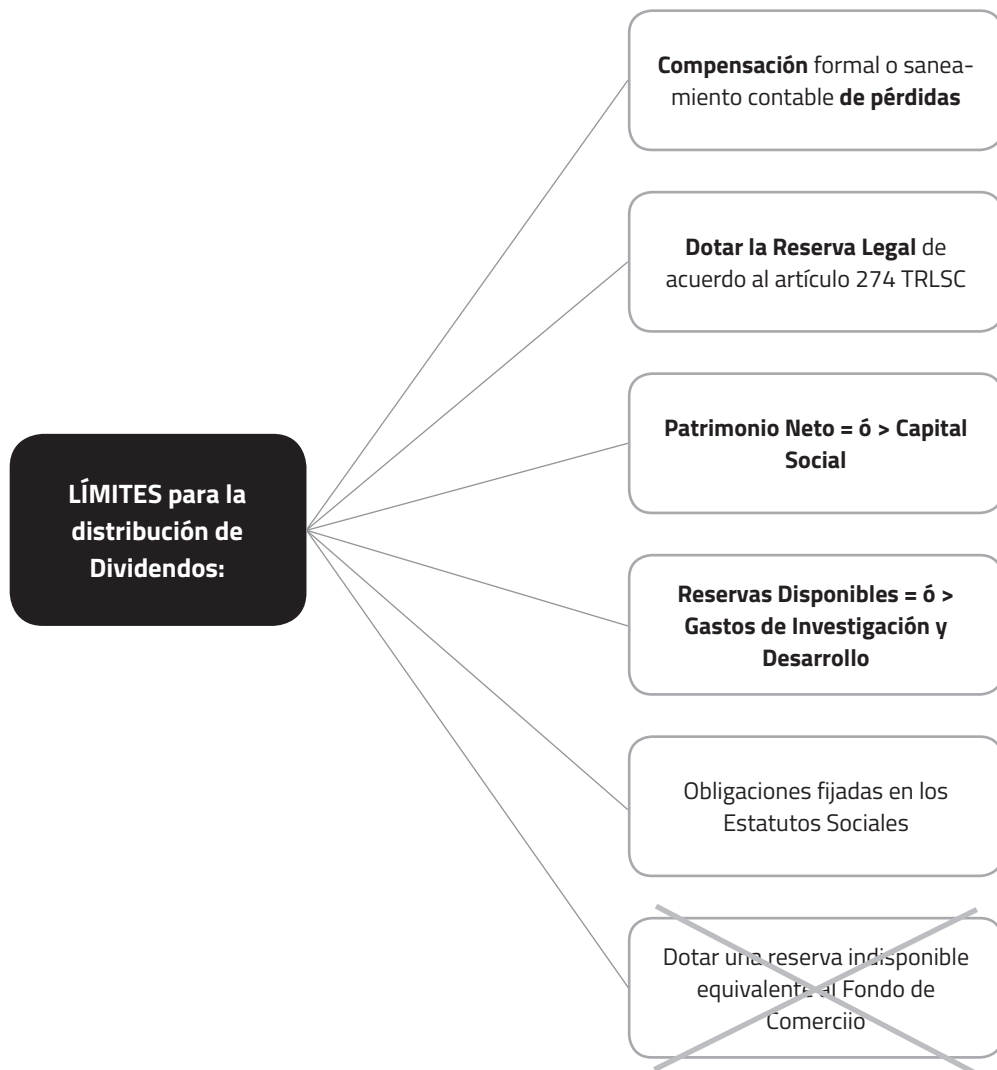 Compensación formal o sanea-
miento contable de pérdidas
Dotar la Reserva Legal de
acuerdo al artículo 274 TRLSC
Patrimonio Neto = ó > Capital
Social
LÍMITES para la
distribución de
Dividendos:
Reservas Disponibles = ó >
Gastos de Investigación y
Desarrollo
Obligaciones fijadas en los
Estatutos Sociales
Dotar una reserva indisponible
equivalente al Fondo de
Comerciio